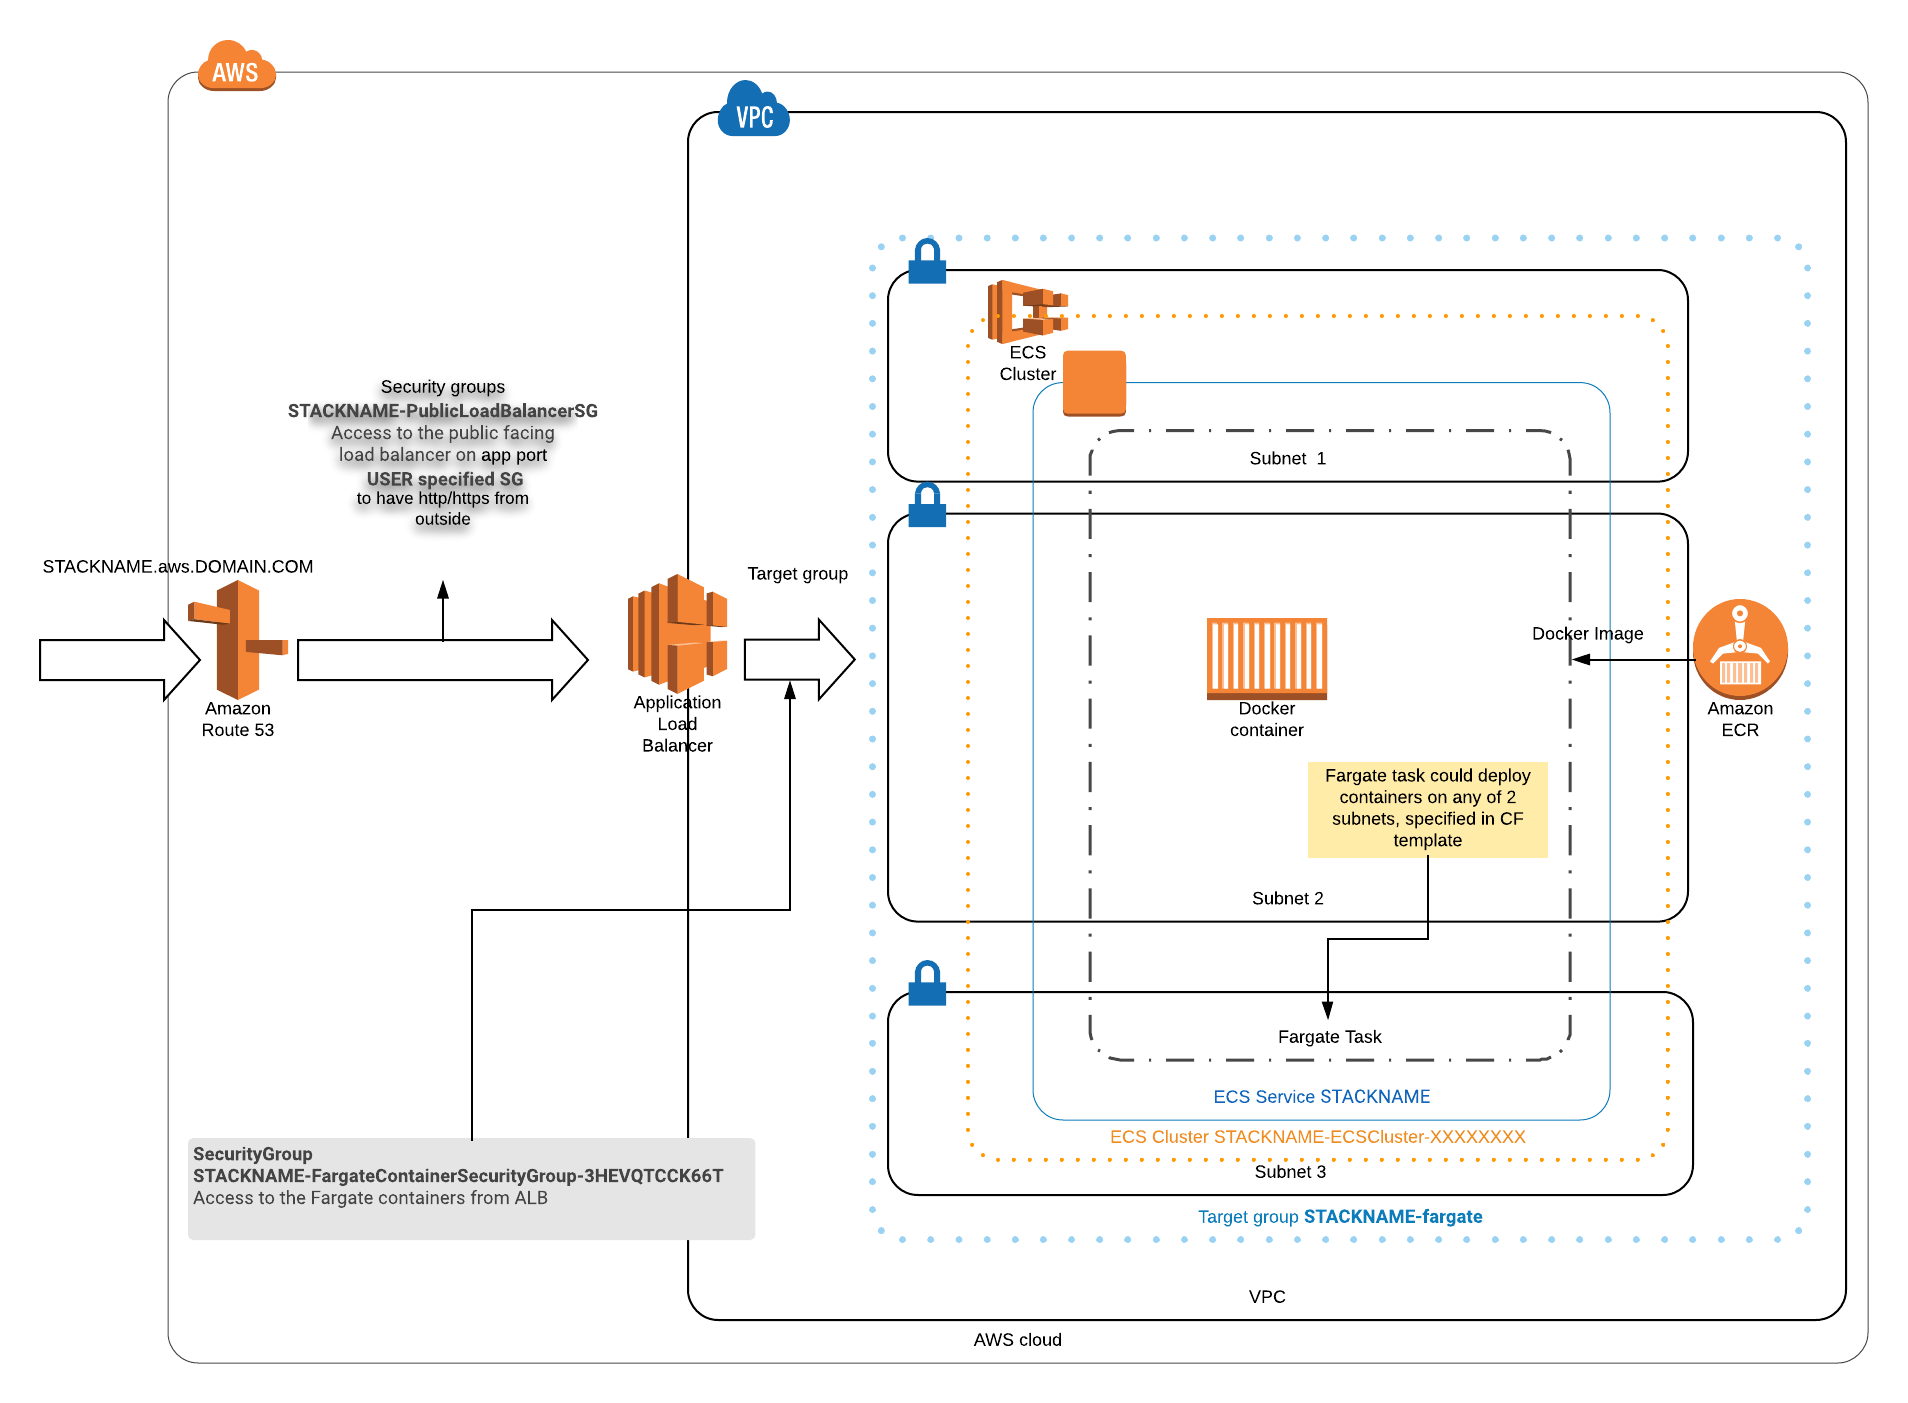 AWS
VPC
ECS
Cluster
Security groups
STACKNAME-PublicLoadBalancerSG
Access to the public facing
load balancer on app port
USER specified SG
to have http/https from
outside
Subnet 1
STACKNAME.aws.DOMAIN.COM
Target group
Docker Image
Amazon
Route 53
Application
Load
Balancer
Docker
container
Amazon
ECR
Fargate task could deploy
containers on any of 2
subnets, specified in CF
template
Subnet 2
Fargate Task
ECS Service STACKNAME
ECS Cluster STACKNAME-ECSCluster-XXXXXXXX
Subnet 3
SecurityGroup
STACKNAME-FargateContainerSecurityGroup-3HEVQTCCK66T
Access to the Fargate containers from ALB
Target group STACKNAME-fargate
VPC
AWS cloud